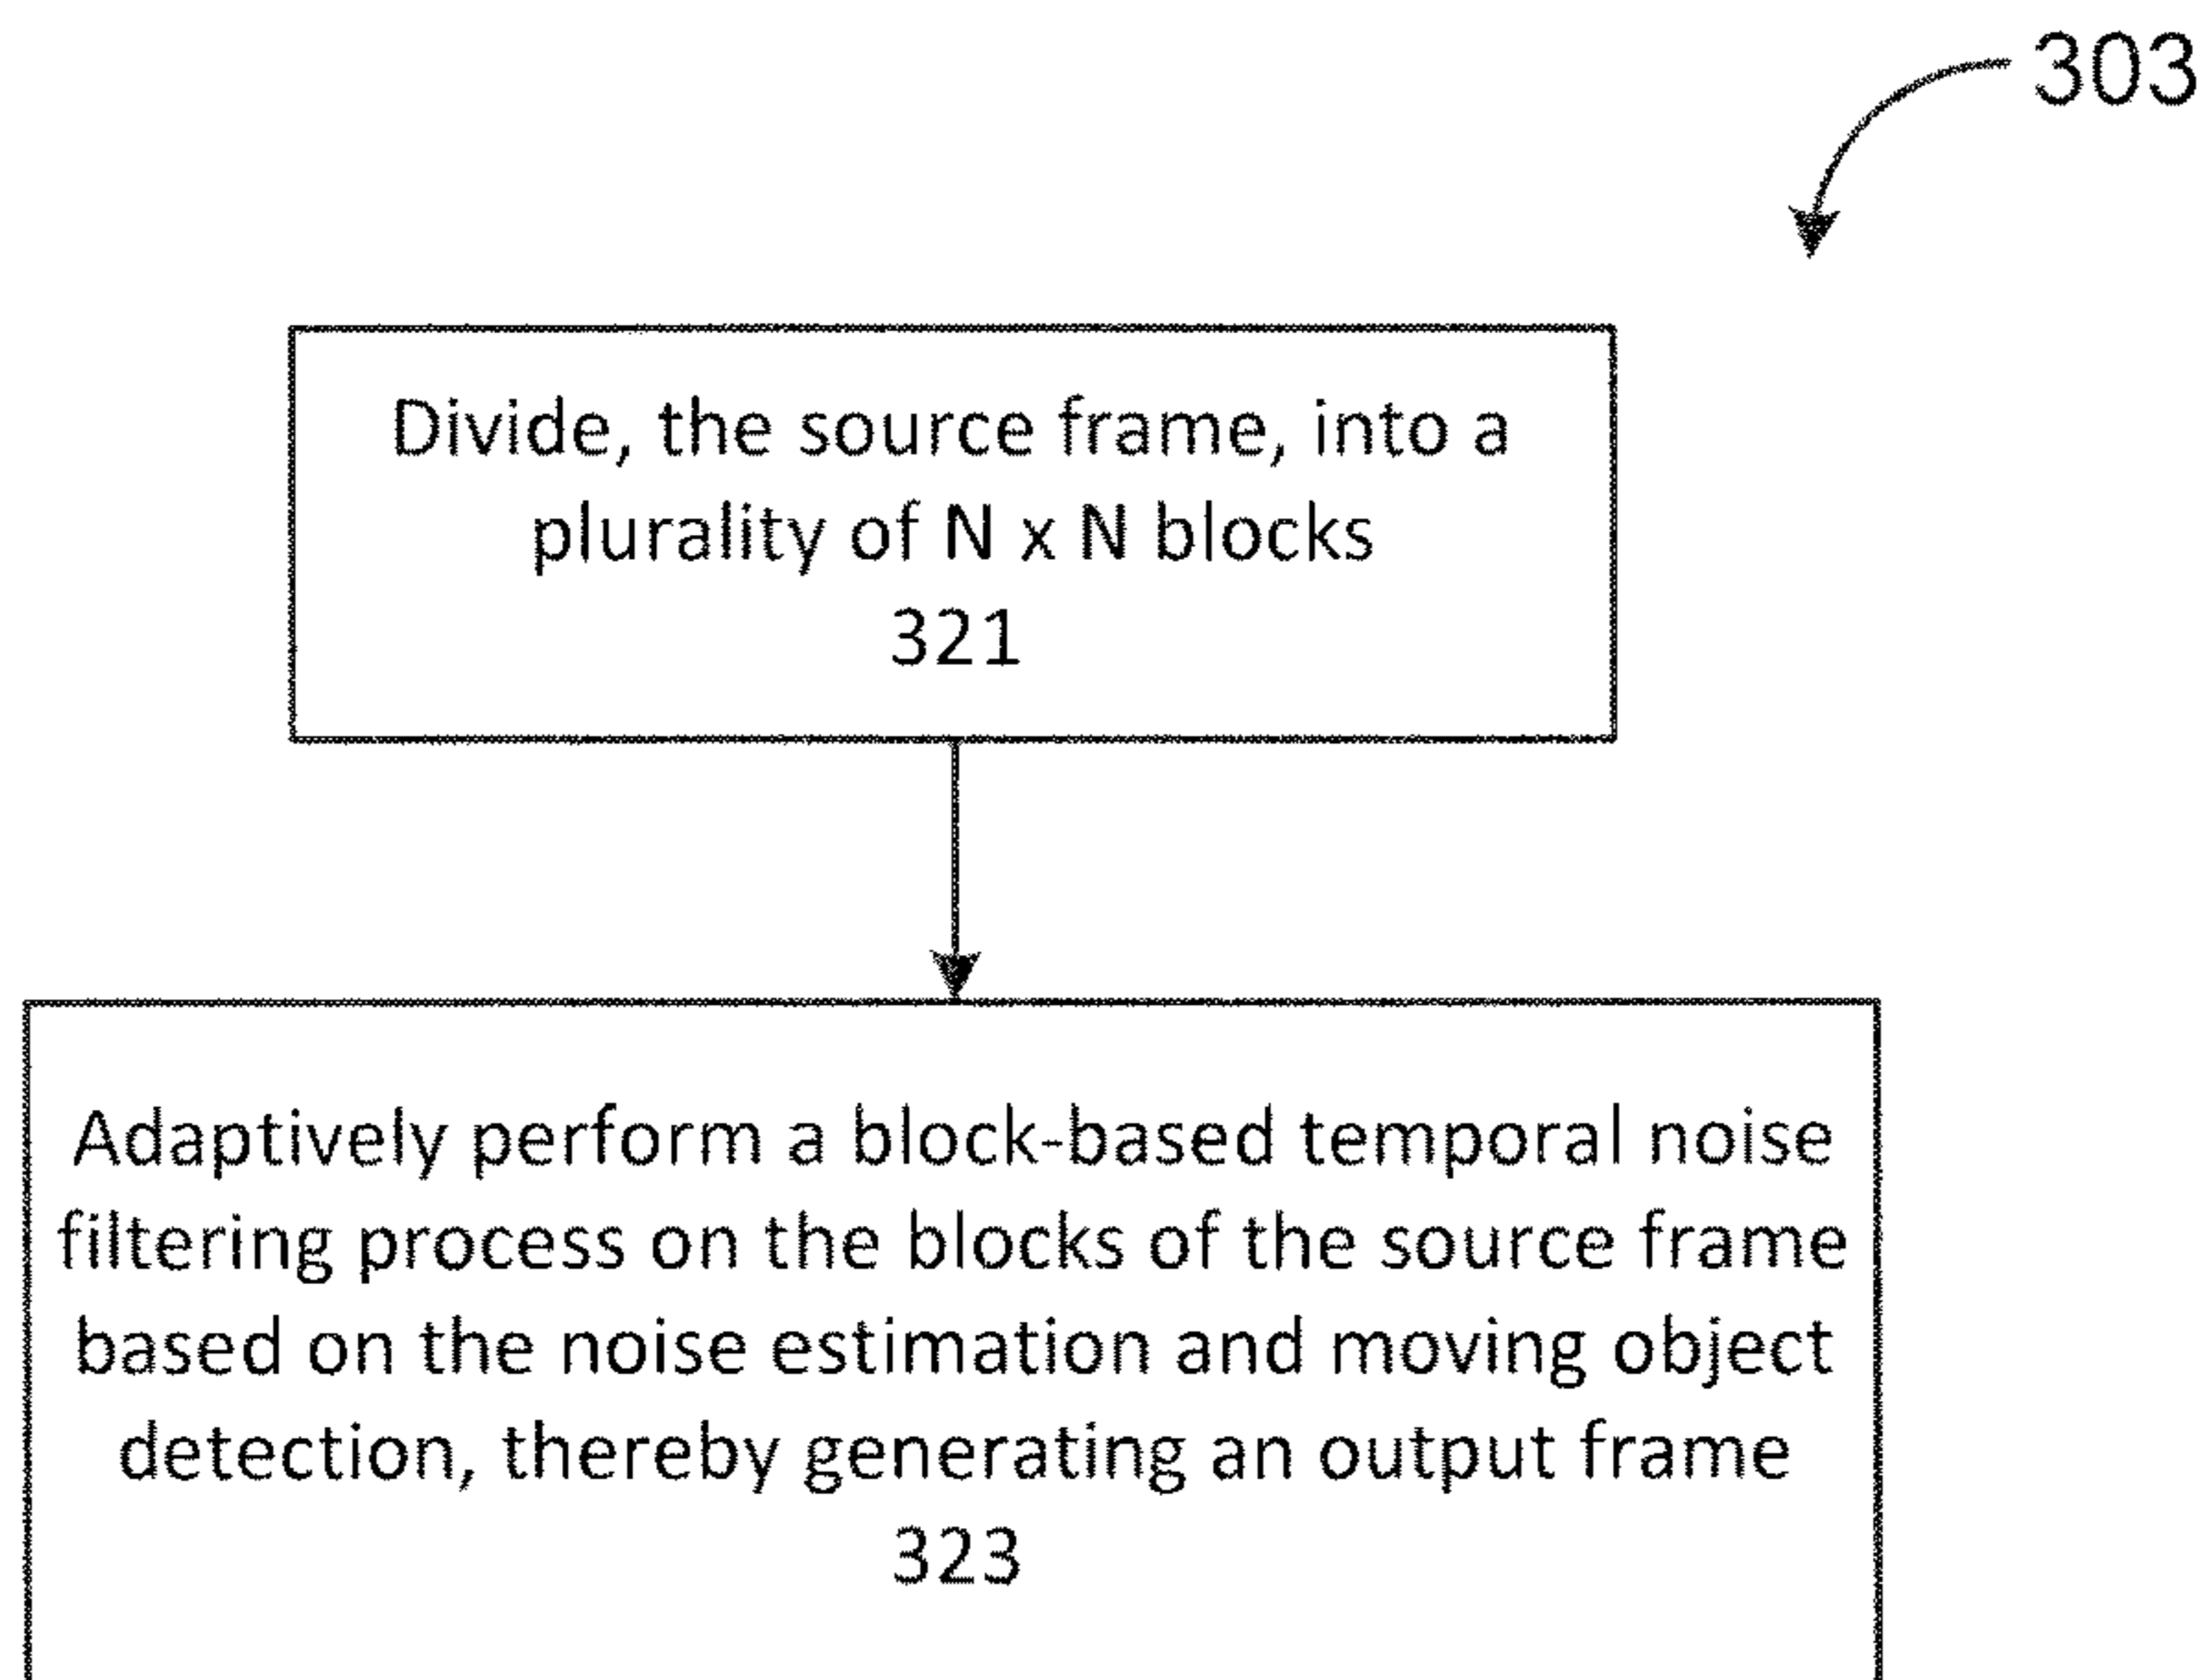 303
Divide, the source frame, into a
plurality of N x N blocks
321
Adaptively perform a block-based temporal noise
filtering process on the blocks of the source frame
based on the noise estimation and moving object
detection, thereby generating an output frame
323